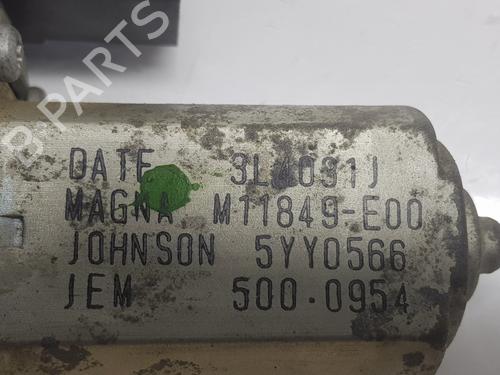 DATE 3L4031J
MAGNA M11849-E00
JOHNSON 5YY0566
JEM 500-0954
B-PARTS